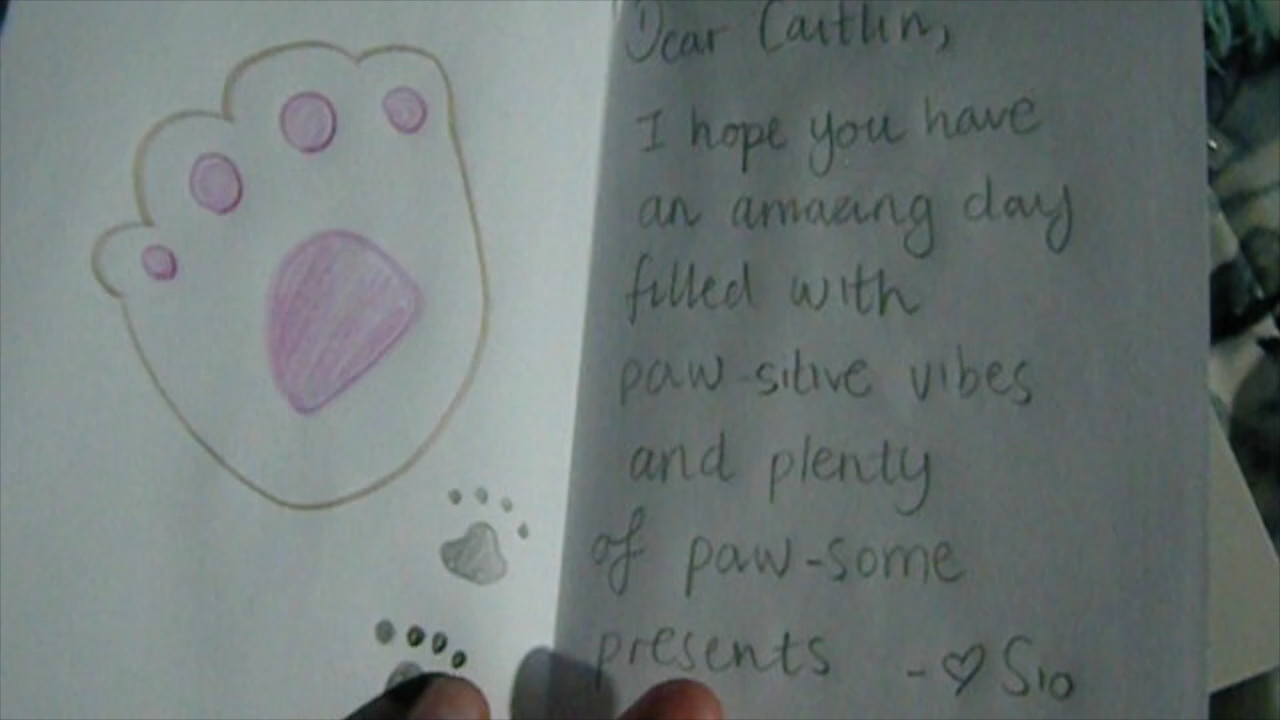 Dear Caitlin,
I hope you have
an amazing day
filled with
paw-sitive vibes
and plenty
of paw-some
presents -♡ Sio